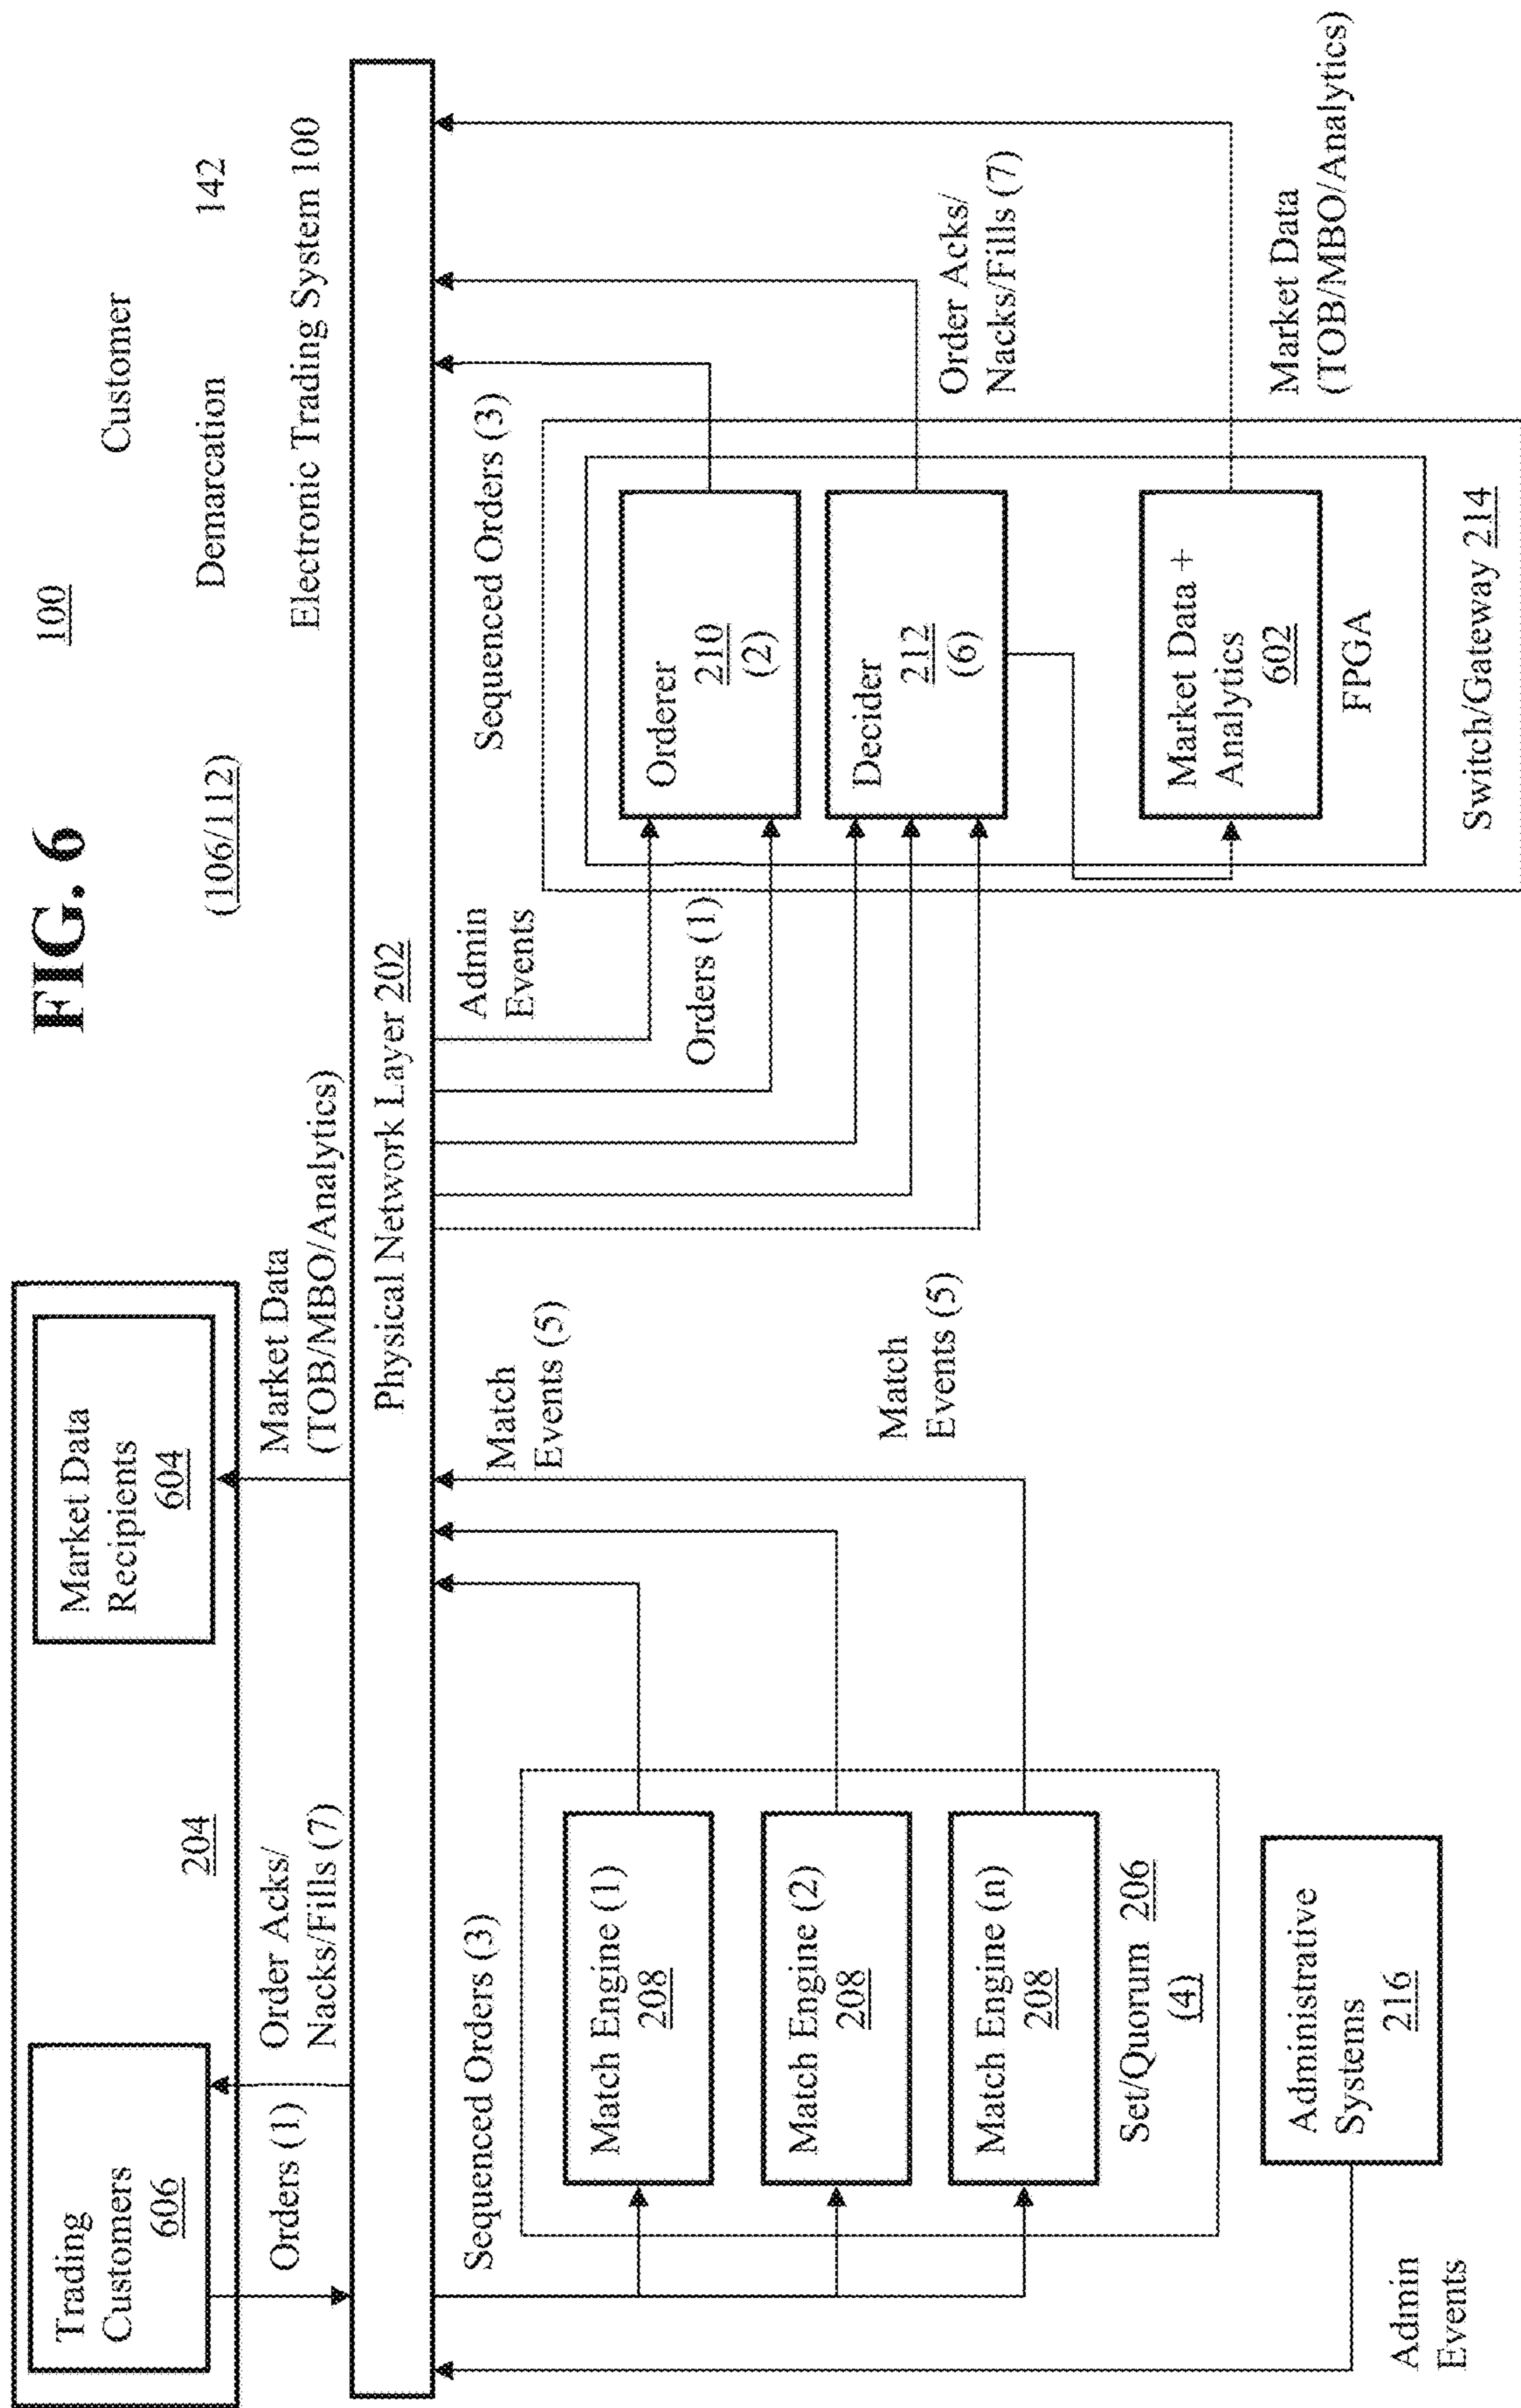 FIG. 6
100
Customer
(106/112)
Demarcation
142
Electronic Trading System 100
Trading
Customers
606
204
Market Data
Recipients
604
Orders (1)
Order Acks/
Nacks/Fills (7)
Market Data
(TOB/MBO/Analytics)
Physical Network Layer 202
Sequenced Orders (3)
Match Engine (1)
208
Match Engine (2)
208
Match Engine (n)
208
Set/Quorum 206
(4)
Match
Events (5)
Match
Events (5)
Administrative
Systems
216
Admin
Events
Admin
Events
Orders (1)
Sequenced Orders (3)
Orderer
210
(2)
Decider
212
(6)
Market Data +
Analytics
602
FPGA
Switch/Gateway 214
Order Acks/
Nacks/Fills (7)
Market Data
(TOB/MBO/Analytics)